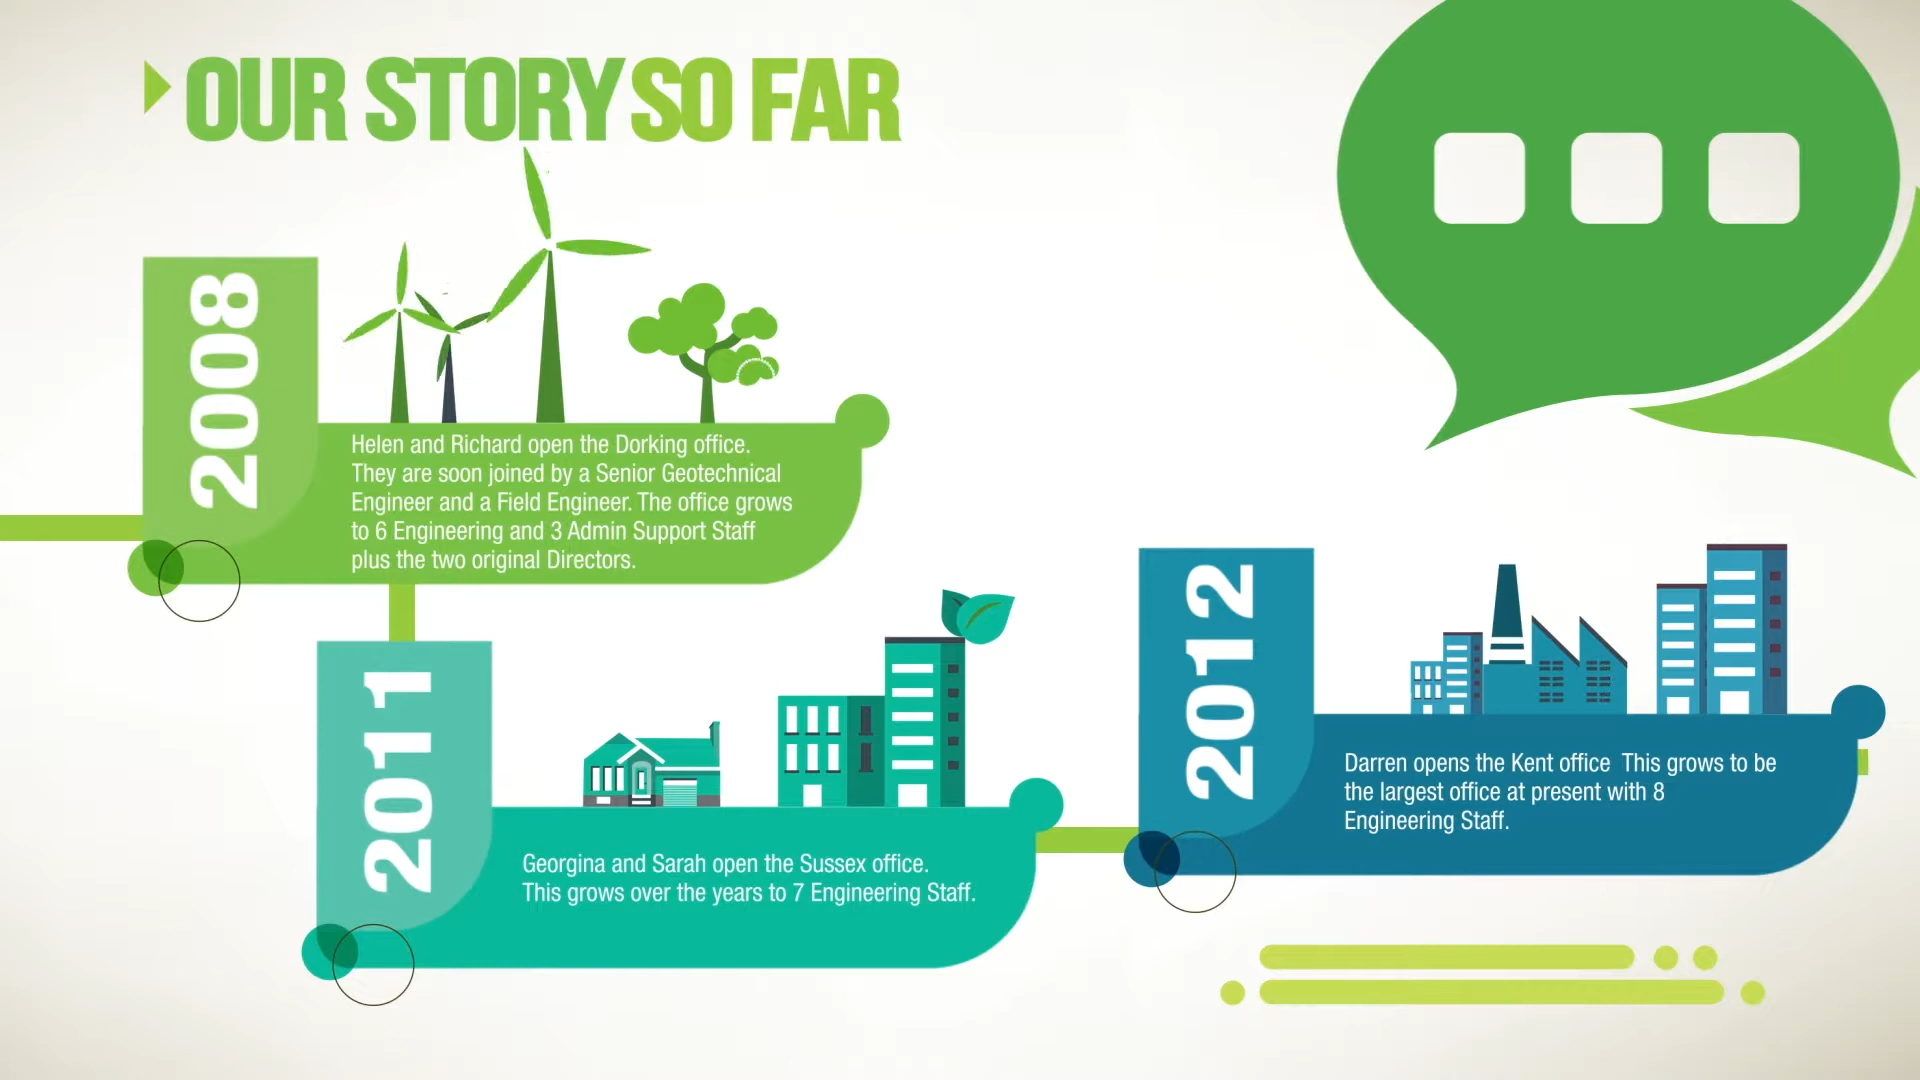 OUR STORY SO FAR
2008
Helen and Richard open the Dorking office.
They are soon joined by a Senior Geotechnical
Engineer and a Field Engineer. The office grows
to 6 Engineering and 3 Admin Support Staff
plus the two original Directors.
2011
Georgina and Sarah open the Sussex office.
This grows over the years to 7 Engineering Staff.
2012
Darren opens the Kent office  This grows to be
the largest office at present with 8
Engineering Staff.